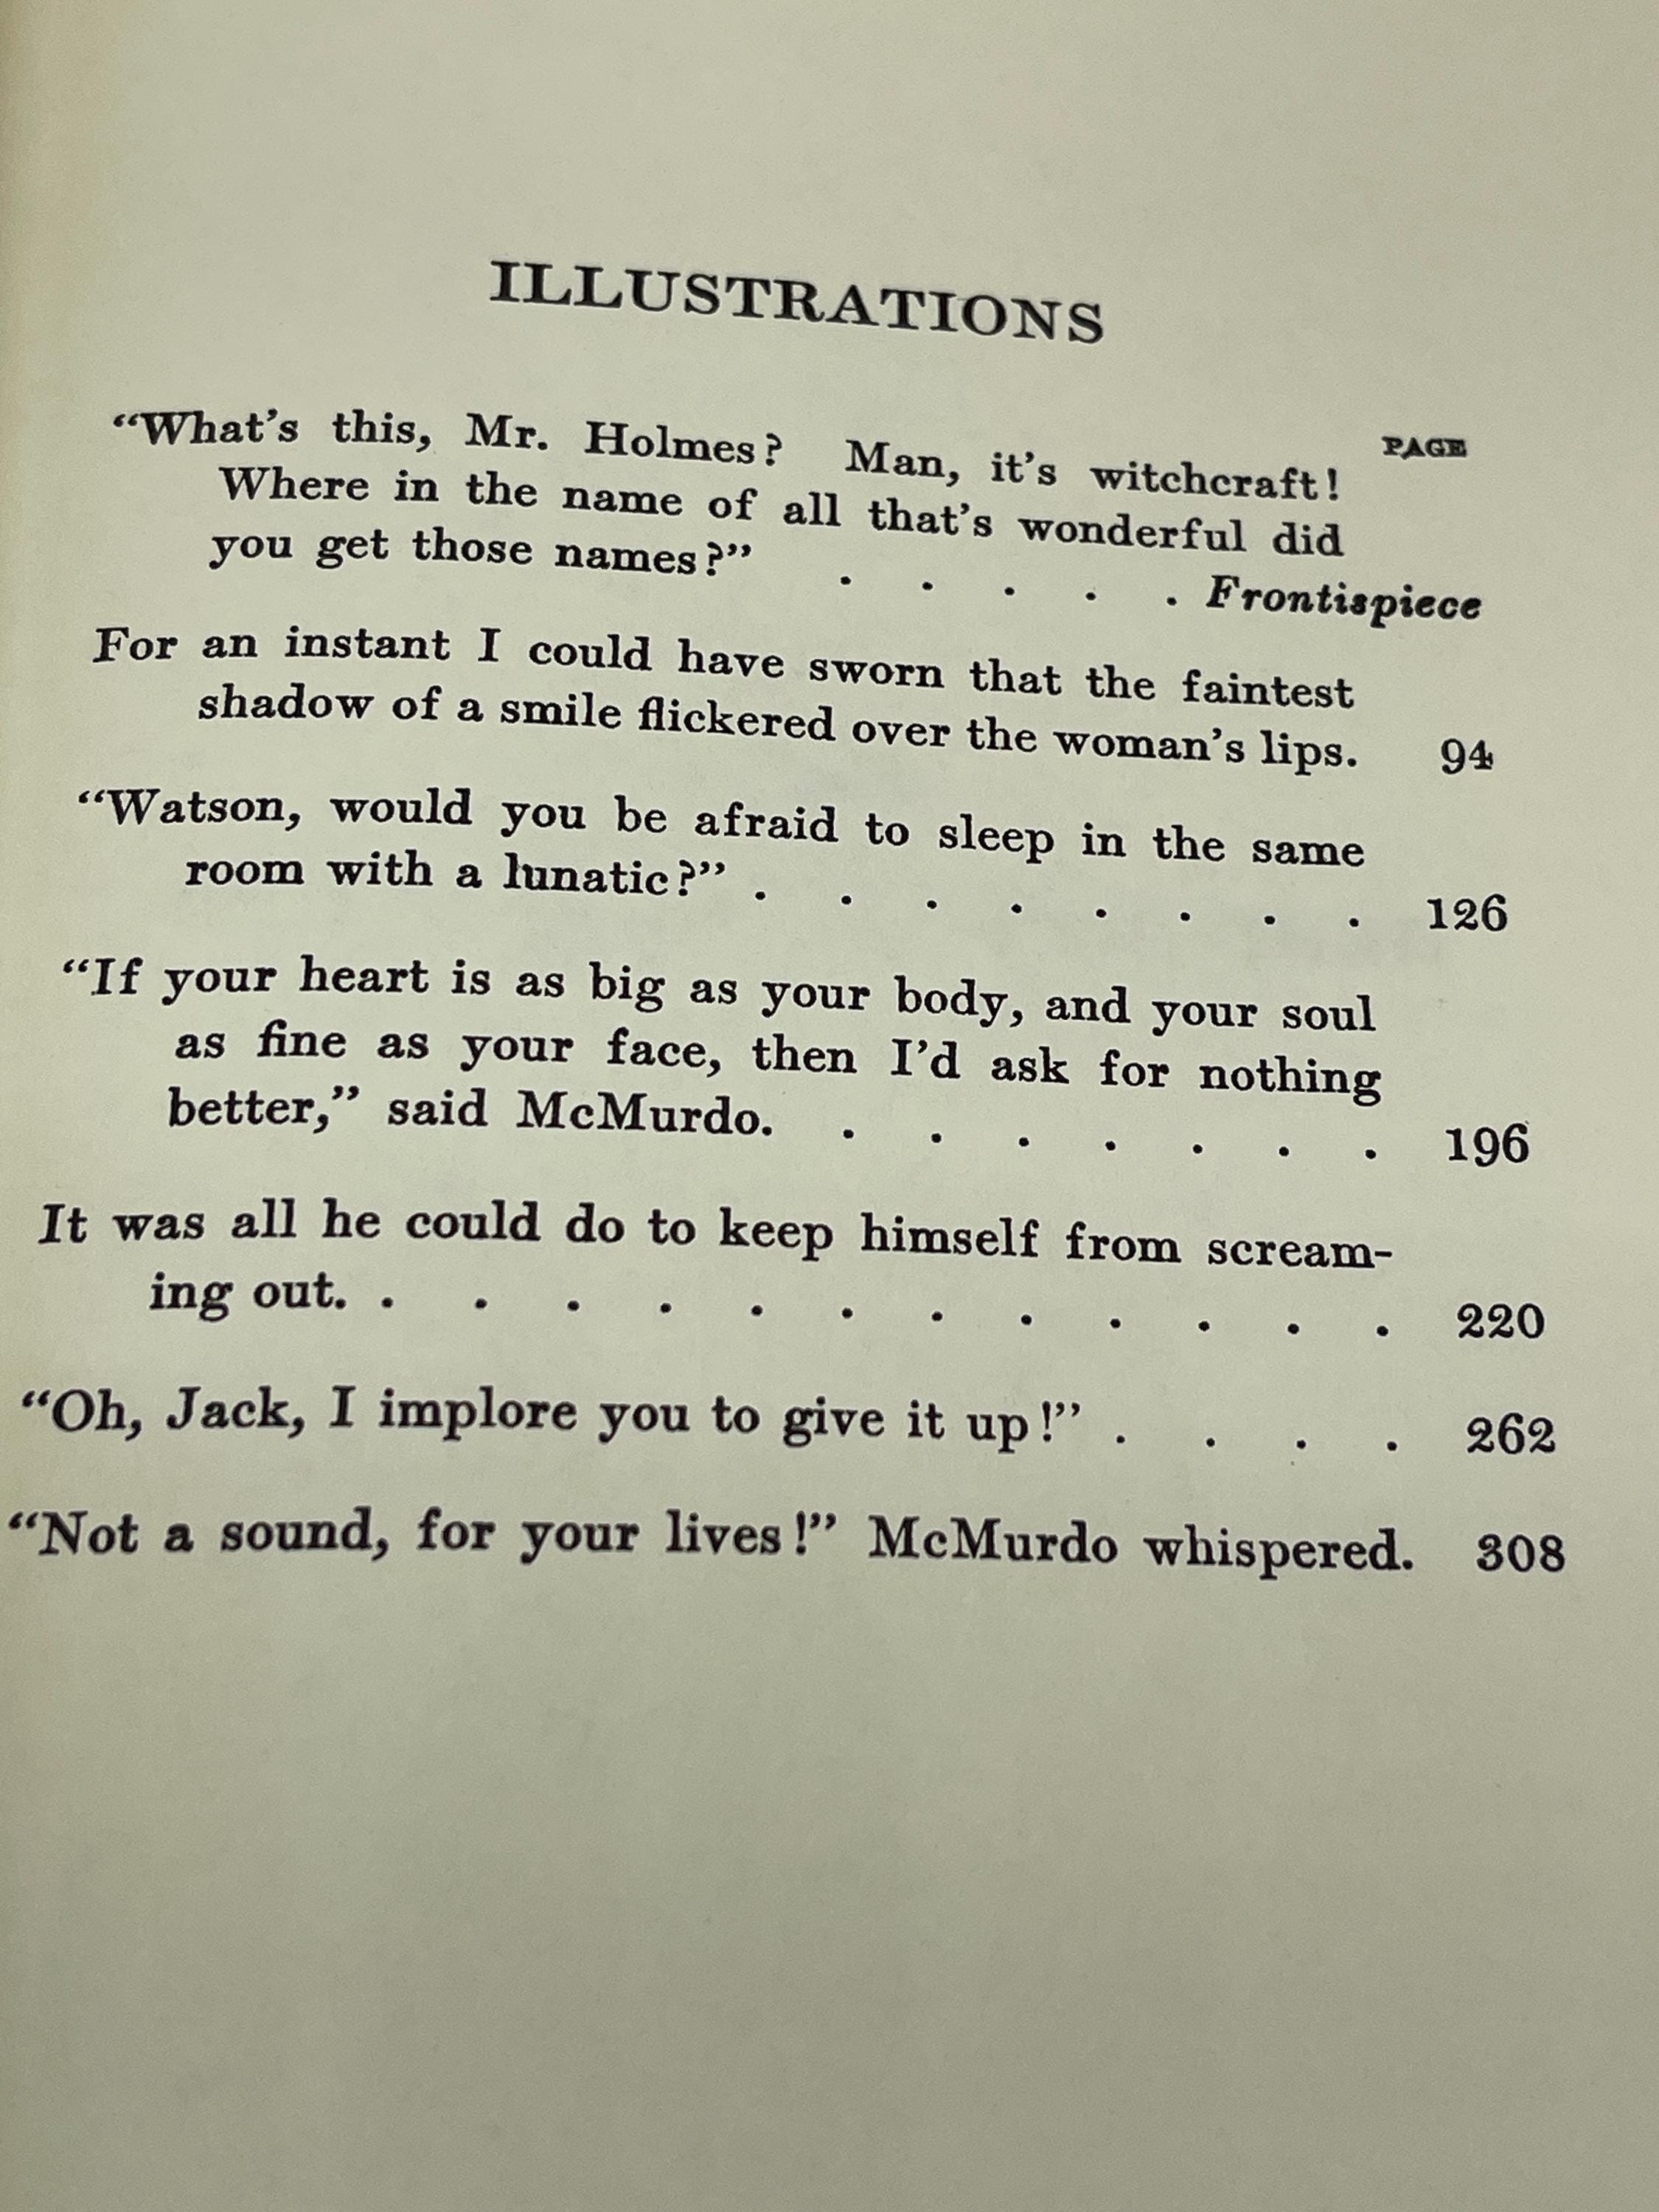 ILLUSTRATIONS
PAGE
“What’s this, Mr. Holmes? Man, it’s witchcraft!
Where in the name of all that’s wonderful did
you get those names?” . . . . . Frontispiece
For an instant I could have sworn that the faintest
shadow of a smile flickered over the woman’s lips. 94
“Watson, would you be afraid to sleep in the same
room with a lunatic?” . . . . . . . . 126
“If your heart is as big as your body, and your soul
as fine as your face, then I’d ask for nothing
better,” said McMurdo. . . . . . . . 196
It was all he could do to keep himself from scream-
ing out. . . . . . . . . . . . . 220
“Oh, Jack, I implore you to give it up!” . . . . 262
“Not a sound, for your lives!” McMurdo whispered. 308